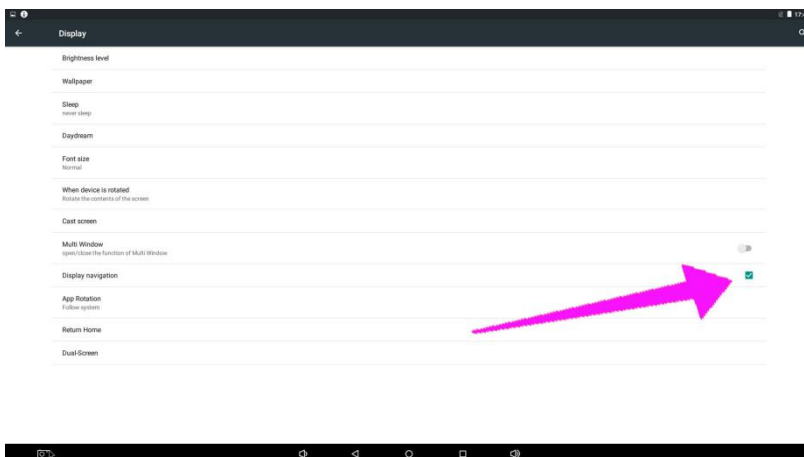 Display
Brightness level
Wallpaper
Sleep
never sleep
Daydream
Font size
Normal
When device is rotated
Rotate the contents of the screen
Cast screen
Multi Window
open/close the function of Multi Window
Display navigation
App Rotation
Follow system
Return Home
Dual-Screen